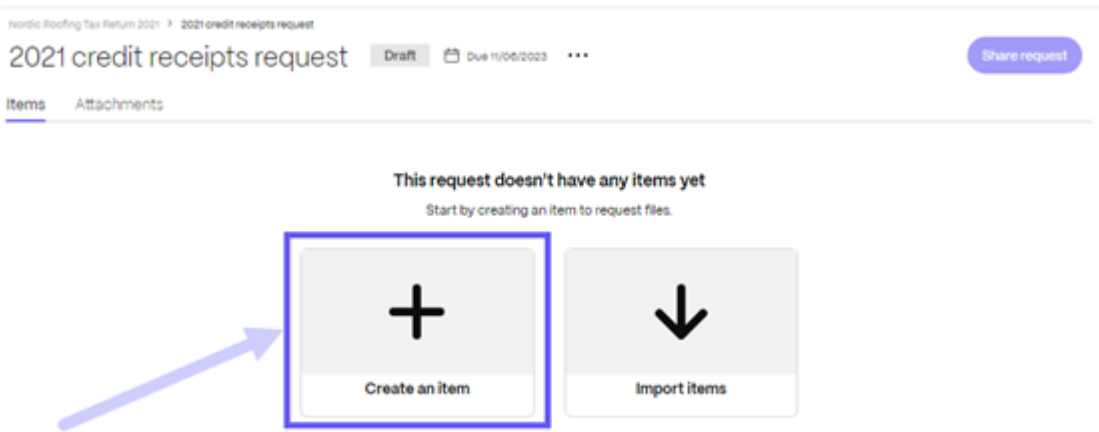 Nordic Roofing Tax Return 2021 > 2021 credit receipts request
2021 credit receipts request Draft Due 11/06/2023 ••• Share request
Items Attachments
This request doesn't have any items yet
Start by creating an item to request files.
Create an item Import items